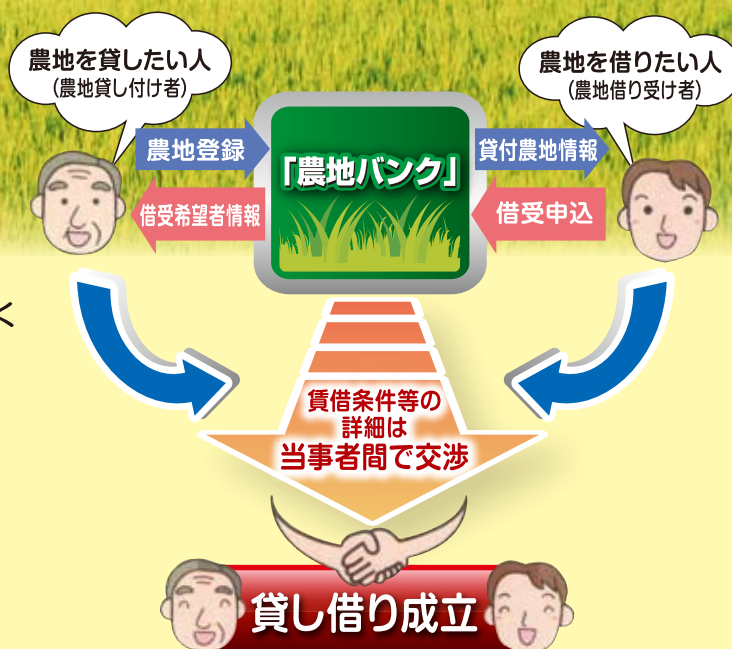 農地を貸したい人
(農地貸し付け者)
農地を借りたい人
(農地借り受け者)
農地登録
「農地バンク」
貸付農地情報
借受希望者情報
借受申込
く
賃借条件等の
詳細は
当事者間で交渉
貸し借り成立